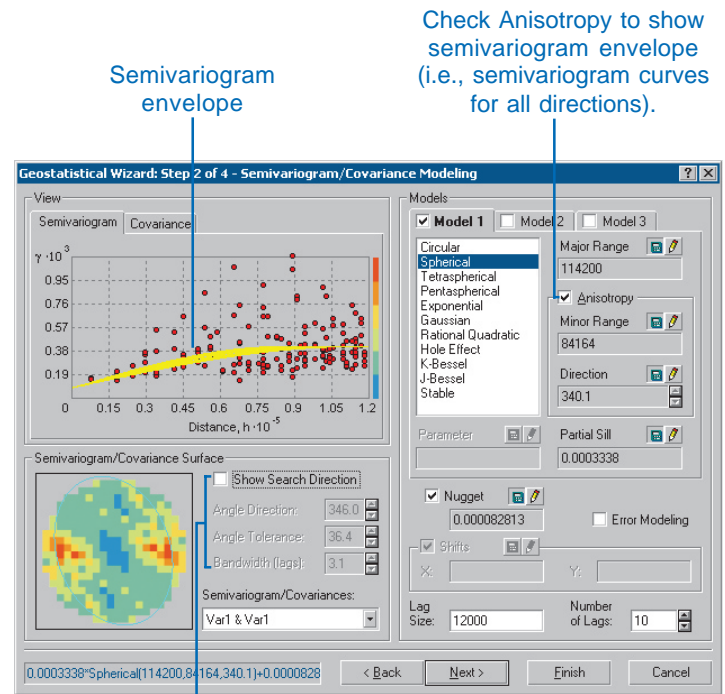 Check Anisotropy to show
semivariogram envelope
(i.e., semivariogram curves
for all directions).
Semivariogram
envelope
Geostatistical Wizard: Step 2 of 4 - Semivariogram/Covariance Modeling
View
Semivariogram
Covariance
γ·10 3
0.95
0.76
0.57
0.38
0.19
0
0.15
0.3
0.45
0.6
0.75
0.9
1.05
1.2
Distance, h·10 -5
Semivariogram/Covariance Surface
Show Search Direction
Angle Direction:
346.0
Angle Tolerance:
36.4
Bandwidth (lags):
3.1
Semivariogram/Covariances:
Var1 & Var1
Models
Model 1
Model 2
Model 3
Circular
Spherical
Tetraspherical
Pentaspherical
Exponential
Gaussian
Rational Quadratic
Hole Effect
K-Bessel
J-Bessel
Stable
Major Range
114200
Anisotropy
Minor Range
84164
Direction
340.1
Parameter
Partial Sill
0.0003338
Nugget
0.000082813
Error Modeling
Shifts
X:
Y:
Lag
Size:
12000
Number
of Lags:
10
0.0003338*Spherical(114200,84164,340.1)+0.0000828
< Back
Next >
Finish
Cancel